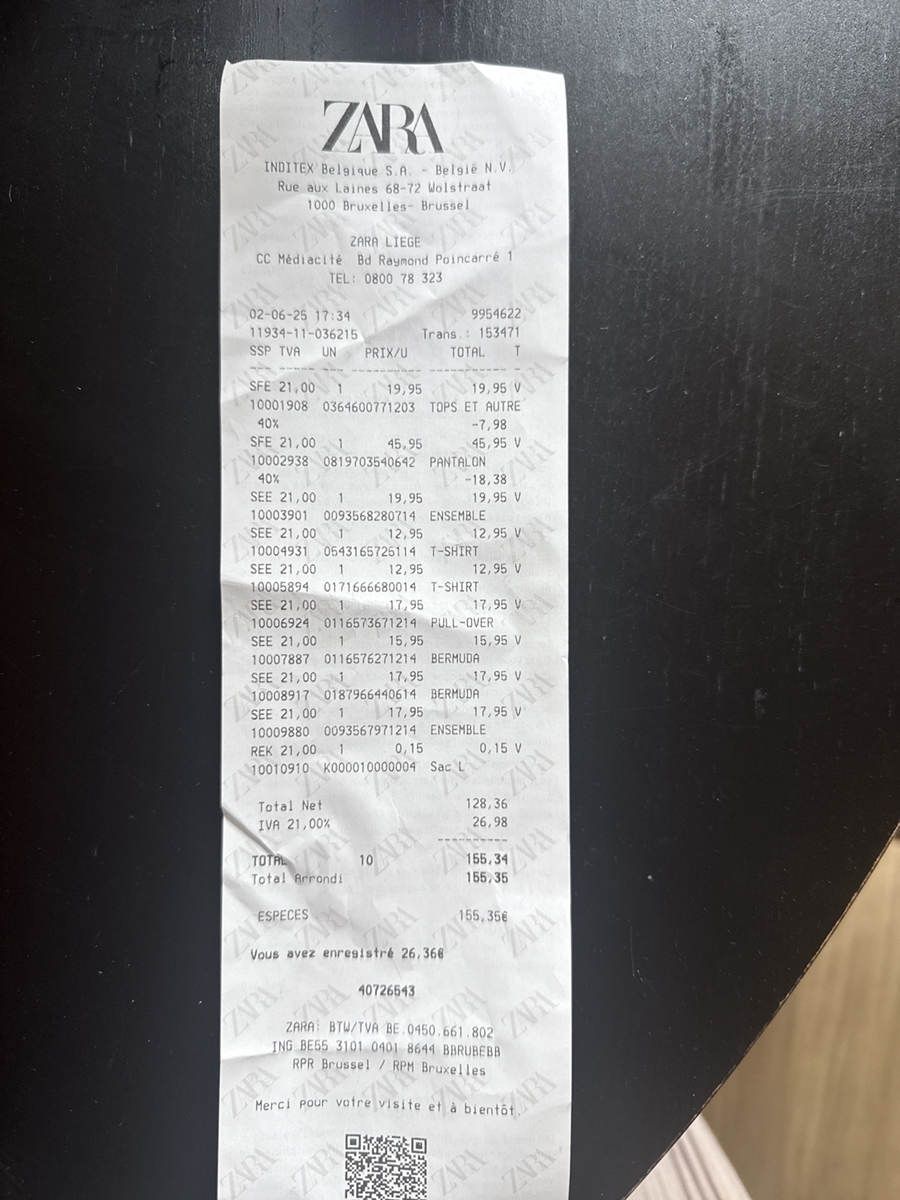 ZARA
INDITEX Belgique S.A. - België N.V.
Rue aux Laines 68-72 Wolstraat
1000 Bruxelles- Brussel
ZARA LIEGE
CC Médiacité Bd Raymond Poincarré 1
TEL: 0800 78 323
02-06-25 17:34 9954622
11934-11-036215 Trans.: 153471
SSP TVA UN PRIX/U TOTAL T
SFE 21,00 1 19,95 19,95 V
10001908 0364600771203 TOPS ET AUTRE
40% -7,98
SFE 21,00 1 45,95 45,95 V
10002938 0819703540642 PANTALON
40% -18,38
SEE 21,00 1 19,95 19,95 V
10003901 0093568280714 ENSEMBLE
SEE 21,00 1 12,95 12,95 V
10004931 0543165725114 T-SHIRT
SEE 21,00 1 12,95 12,95 V
10005894 0171666680014 T-SHIRT
SEE 21,00 1 17,95 17,95 V
10006924 0116573671214 PULL-OVER
SEE 21,00 1 15,95 15,95 V
10007887 0116576271214 BERMUDA
SEE 21,00 1 17,95 17,95 V
10008917 0187966440614 BERMUDA
SEE 21,00 1 17,95 17,95 V
10009880 0093567971214 ENSEMBLE
REK 21,00 1 0,15 0,15 V
10010910 K000010000004 Sac L
Total Net 128,36
IVA 21,00% 26,98
TOTAL 10 155,34
Total Arrondi 155,35
ESPECES 155,35€
Vous avez enregistré 26,36€
40726543
ZARA: BTW/TVA BE.0450.661.802
ING BE55 3101 0401 8644 BBRUBEBB
RPR Brussel / RPM Bruxelles
Merci pour votre visite et à bientôt.